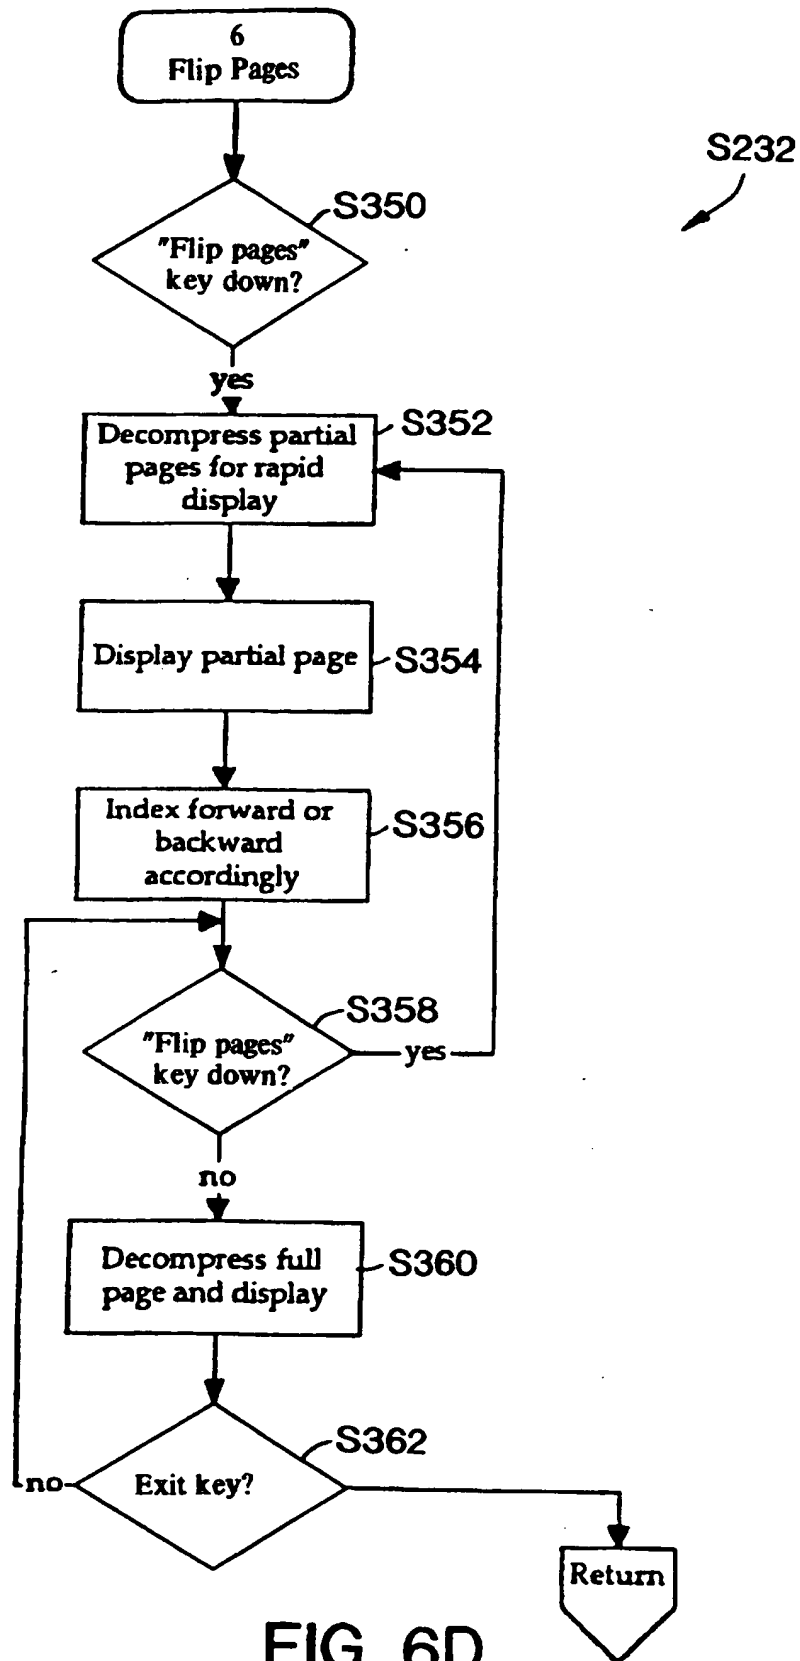 6
Flip Pages
S232
S350
"Flip pages"
key down?
yes
S352
Decompress partial
pages for rapid
display
Display partial page
S354
Index forward or
backward
accordingly
S356
S358
"Flip pages"
key down?
yes
no
Decompress full
page and display
S360
S362
Exit key?
no
Return
FIG. 6D